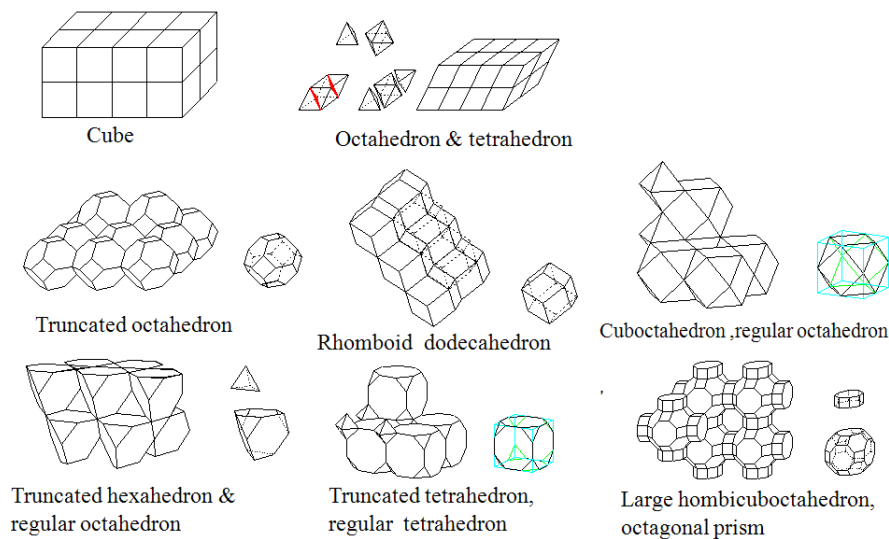 Cube
Octahedron & tetrahedron
Truncated octahedron
Rhomboid dodecahedron
Cuboctahedron ,regular octahedron
Truncated hexahedron &
regular octahedron
Truncated tetrahedron,
regular tetrahedron
Large hombicuboctahedron,
octagonal prism